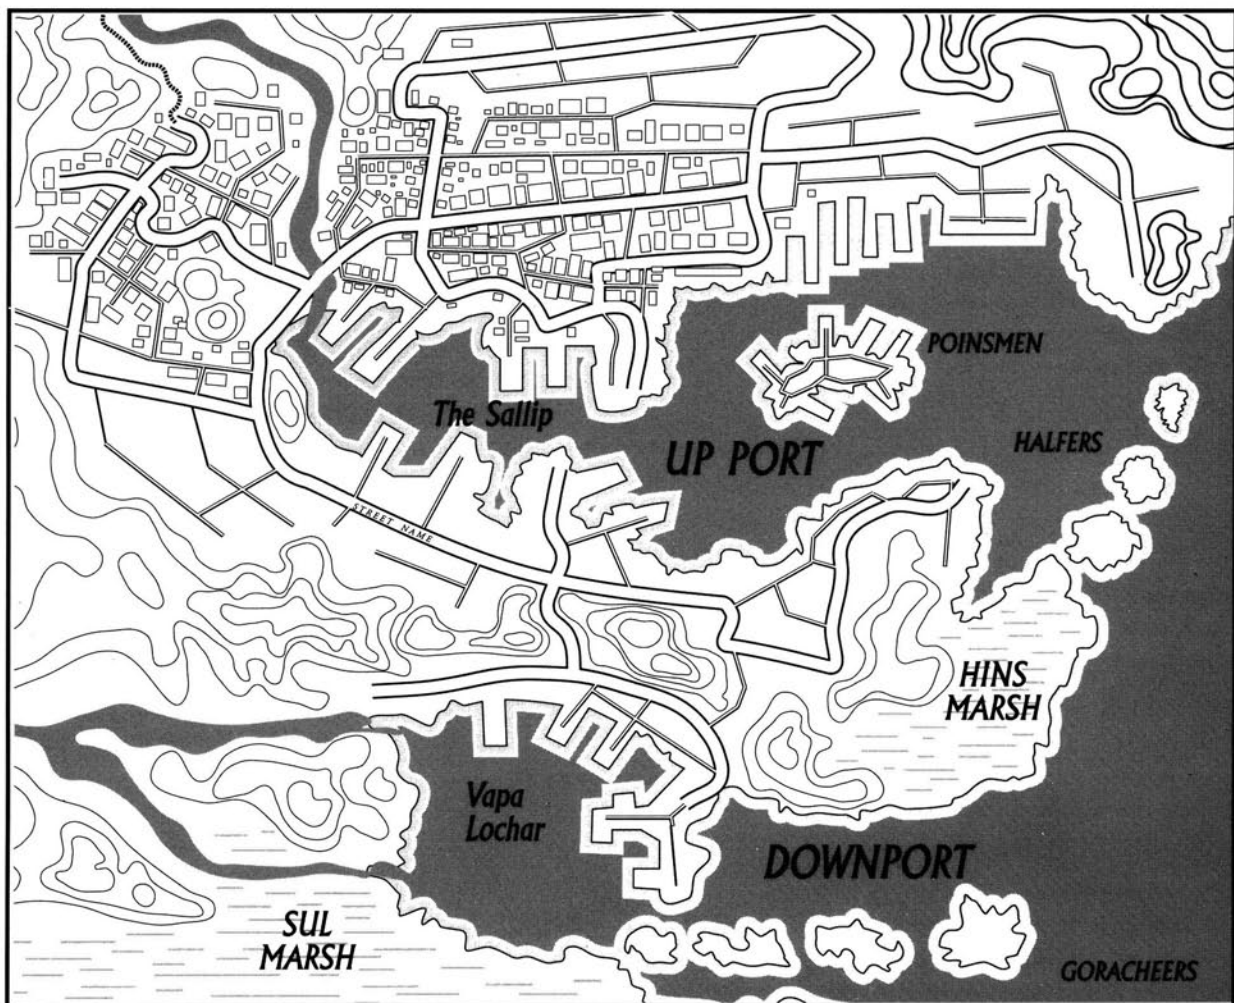 POINSMEN
The Sallip
HALFERS
UP PORT
STREET NAME
HINS
MARSH
Vapa
Lochar
DOWNPORT
SUL
MARSH
GORACHEERS